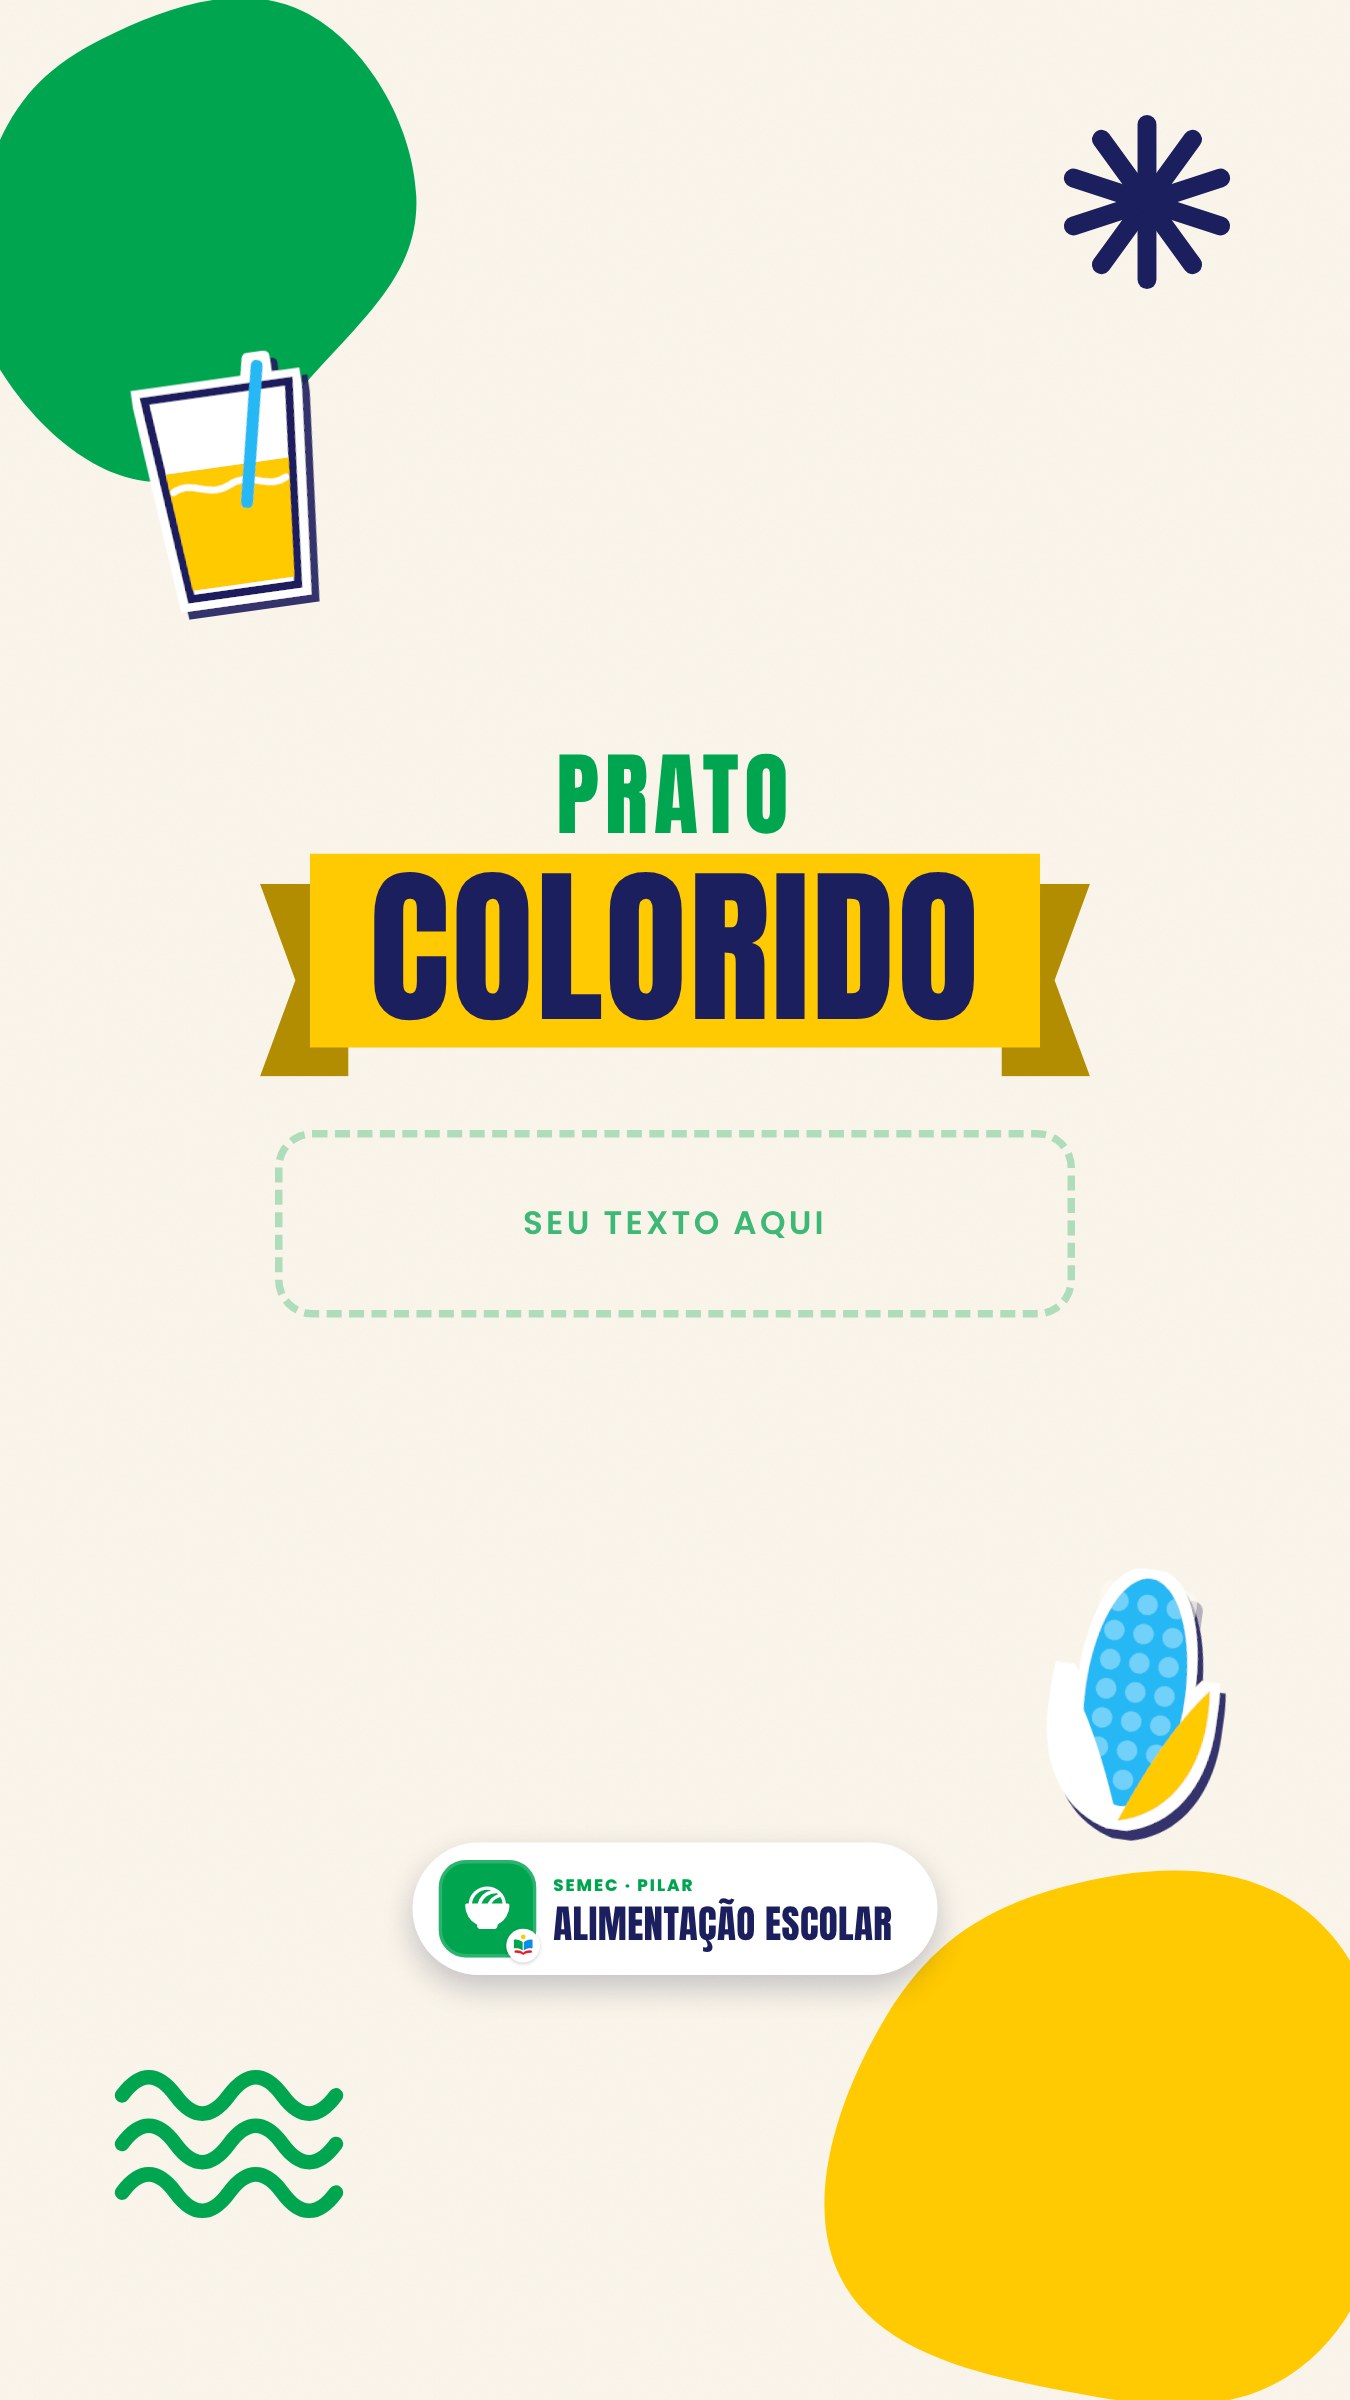 PRATO
COLORIDO
SEU TEXTO AQUI
SEMEC · PILAR
ALIMENTAÇÃO ESCOLAR